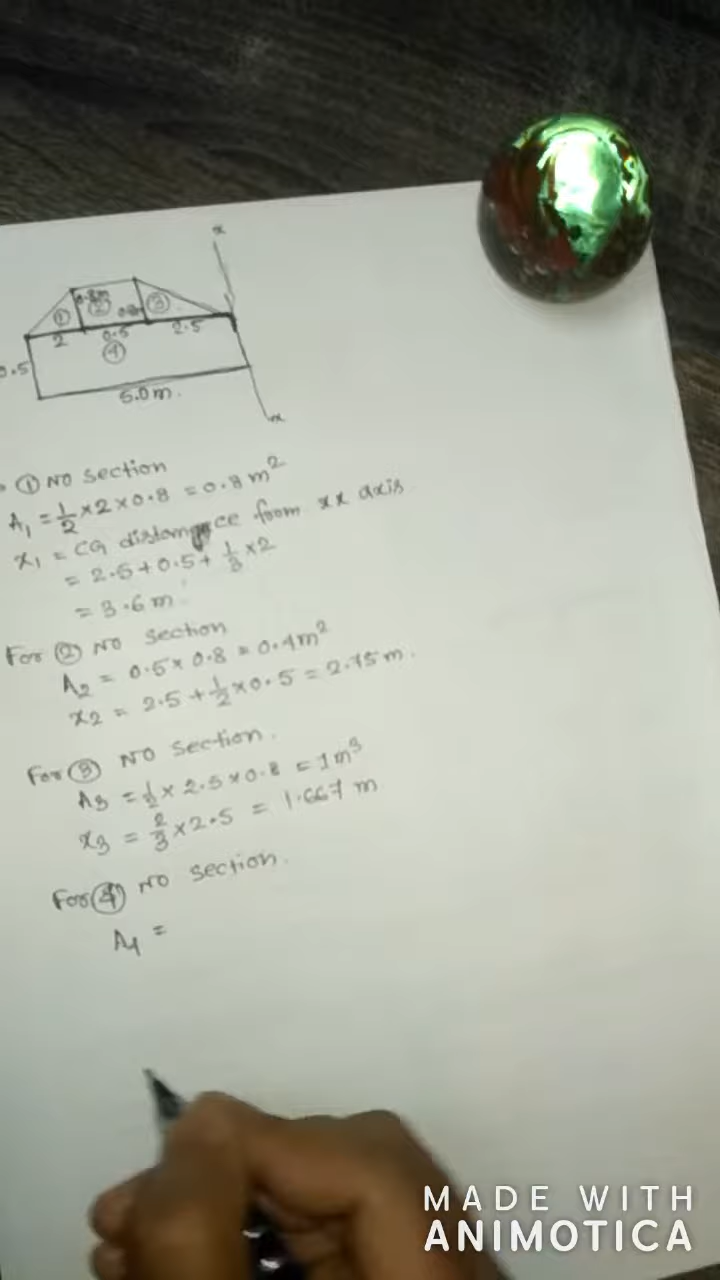 x
① 0.8m ② 0.8m ③
2 0.5 2.5
④
0.5
5.0m.
x
① NO section
A₁ = 1/2 × 2 × 0.8 = 0.8 m²
x₁ = CG distance from xx axis
= 2.5 + 0.5 + 1/3 × 2
= 3.6 m.
For ② NO section
A₂ = 0.5 × 0.8 = 0.4 m²
x₂ = 2.5 + 1/2 × 0.5 = 2.75 m.
For ③ NO section.
A₃ = 1/2 × 2.5 × 0.8 = 1 m³
x₃ = 2/3 × 2.5 = 1.667 m
For ④ NO section.
A₄ =
MADE WITH
ANIMOTICA